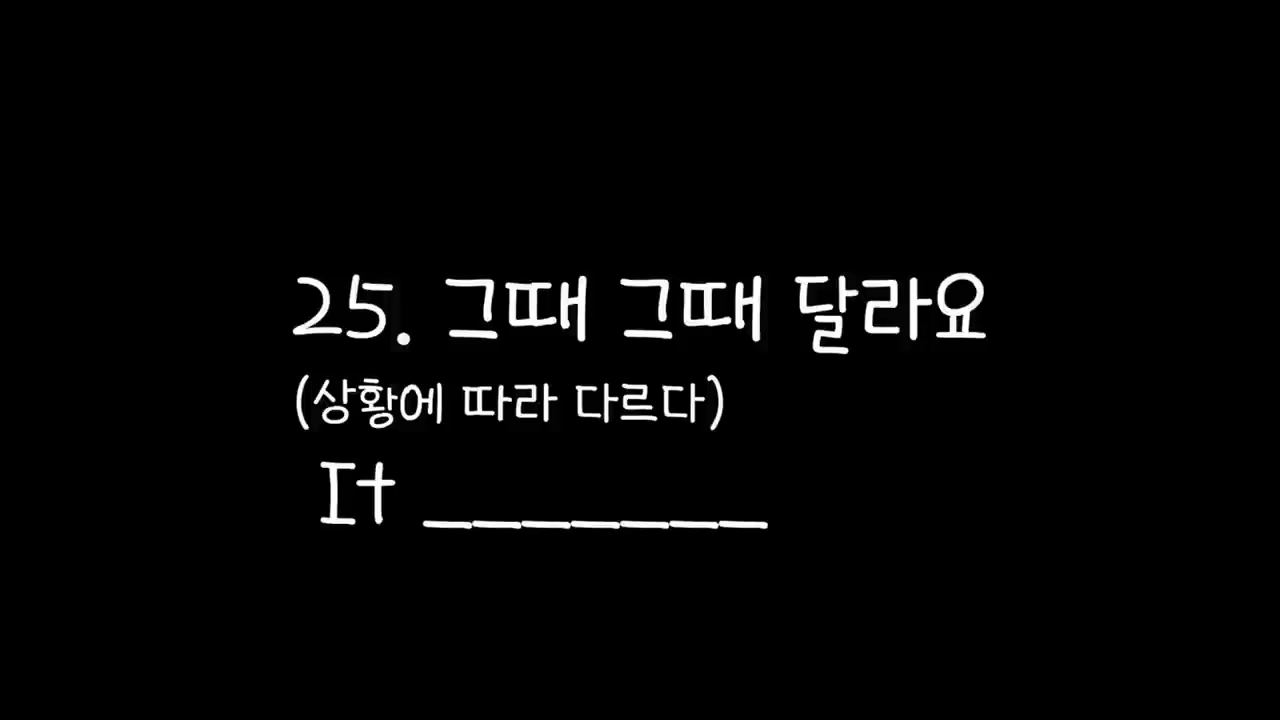 25. 그때 그때 달라요
(상황에 따라 다르다)
It _______